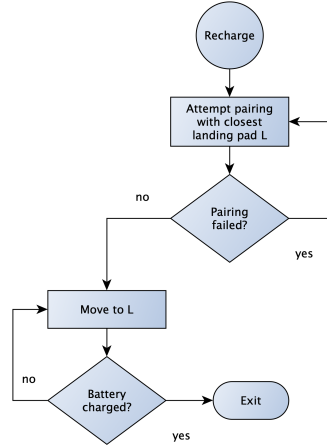 Recharge
Attempt pairing
with closest
landing pad L
no
Pairing
failed?
yes
Move to L
no
Battery
charged?
Exit
yes